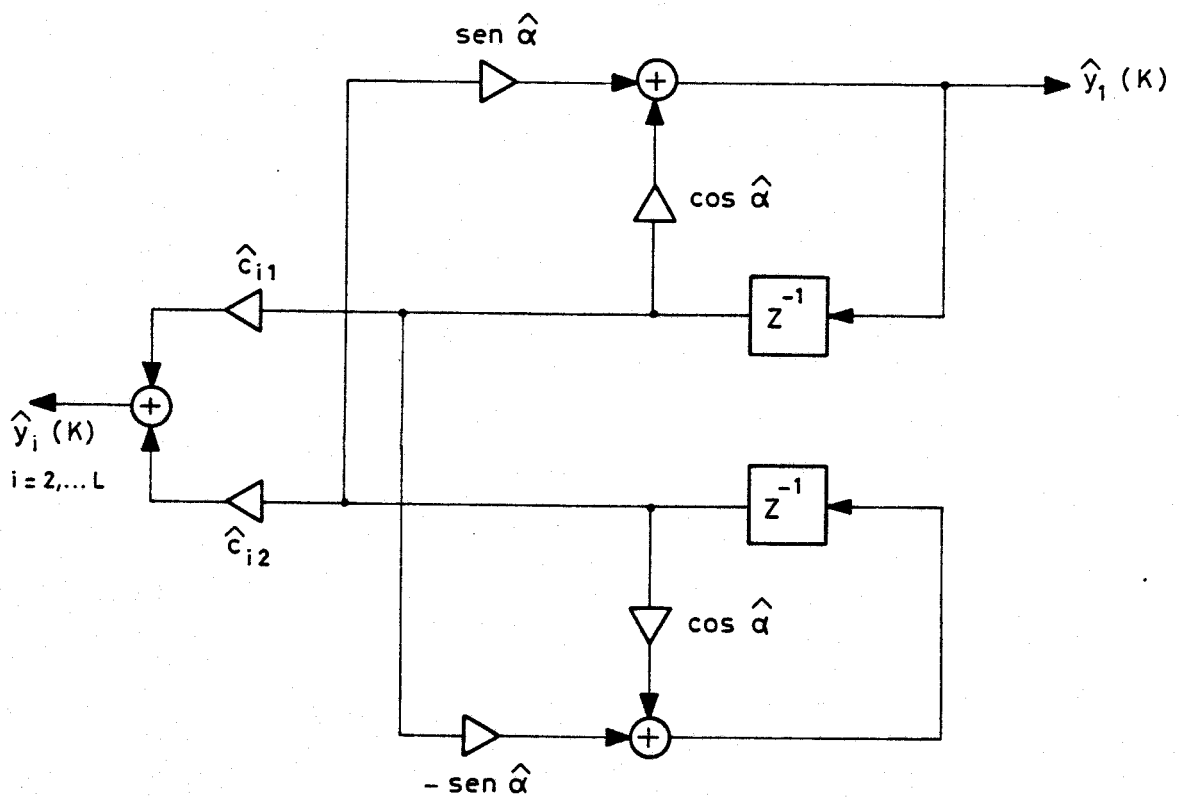 sen α̂
+
ŷ₁ (K)
cos α̂
ĉᵢ₁
Z⁻¹
+
ŷᵢ (K)
i = 2,... L
Z⁻¹
ĉᵢ₂
cos α̂
+
- sen α̂